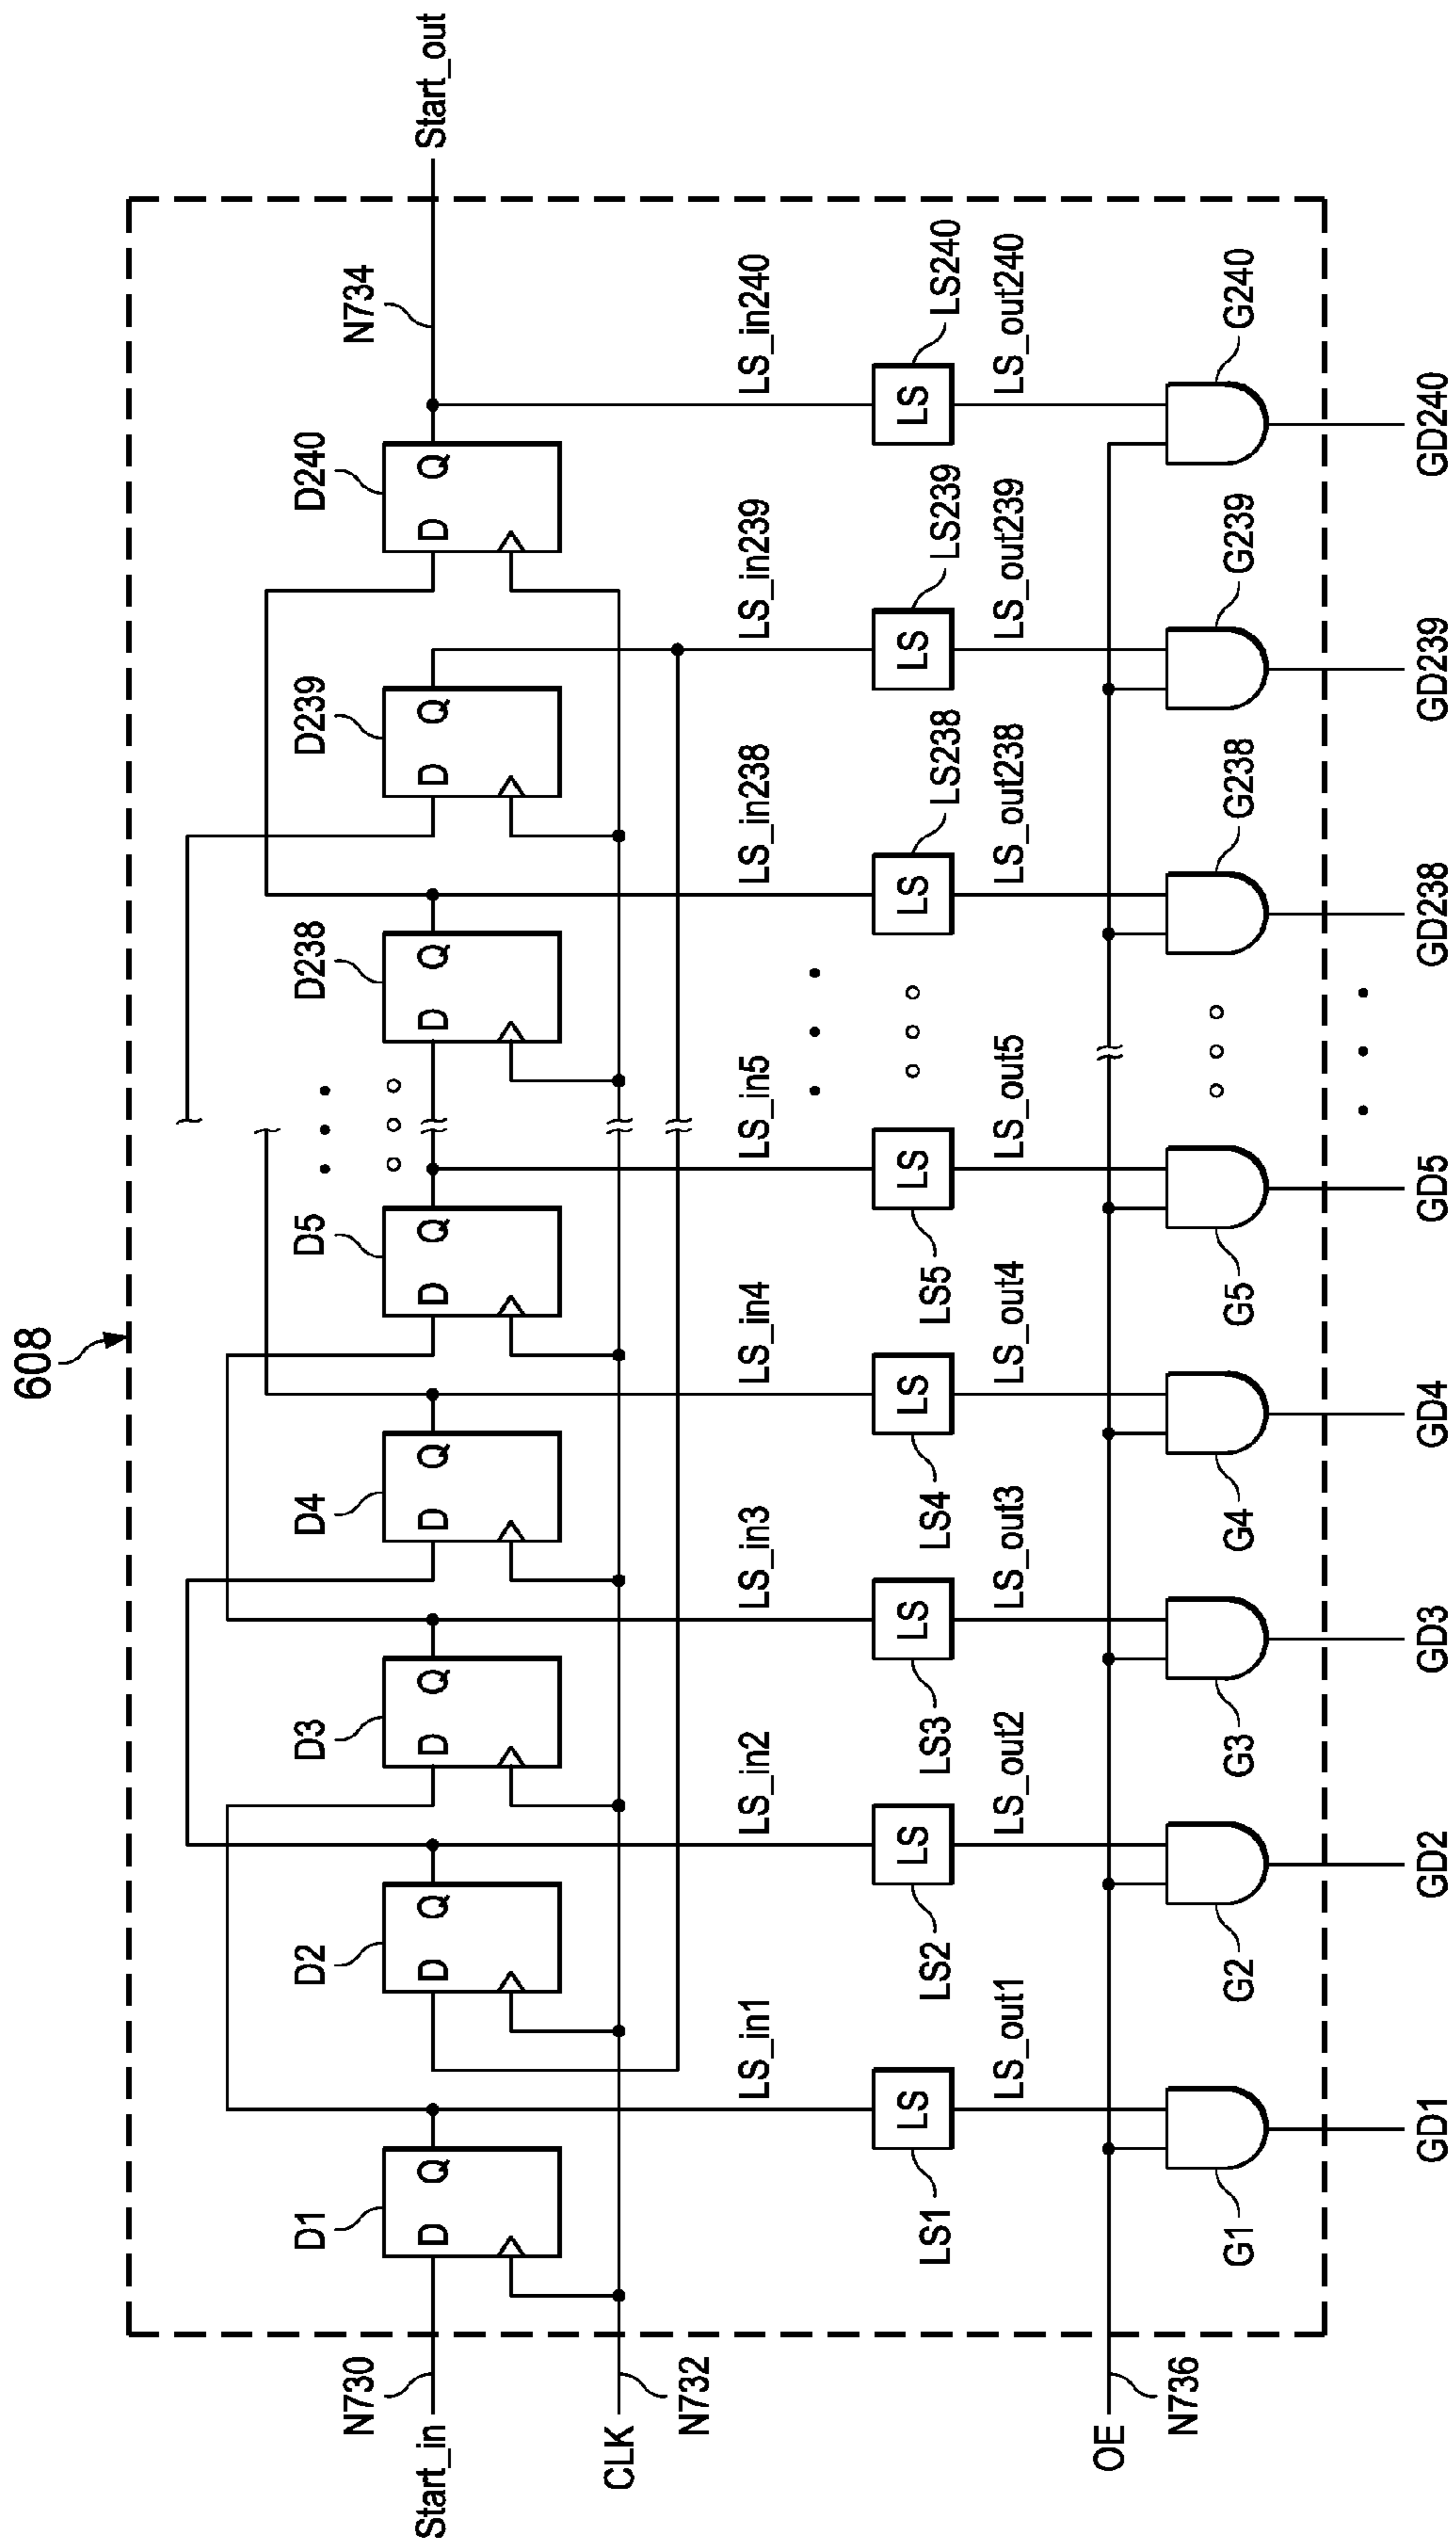 608
Start_in
N730
CLK
N732
OE
N736
N734
Start_out
D1
D2
D3
D4
D5
D238
D239
D240
D Q
D Q
D Q
D Q
D Q
D Q
D Q
D Q
LS_in1
LS_in2
LS_in3
LS_in4
LS_in5
LS_in238
LS_in239
LS_in240
LS
LS
LS
LS
LS
LS
LS
LS
LS1
LS2
LS3
LS4
LS5
LS238
LS239
LS240
LS_out1
LS_out2
LS_out3
LS_out4
LS_out5
LS_out238
LS_out239
LS_out240
G1
G2
G3
G4
G5
G238
G239
G240
GD1
GD2
GD3
GD4
GD5
GD238
GD239
GD240